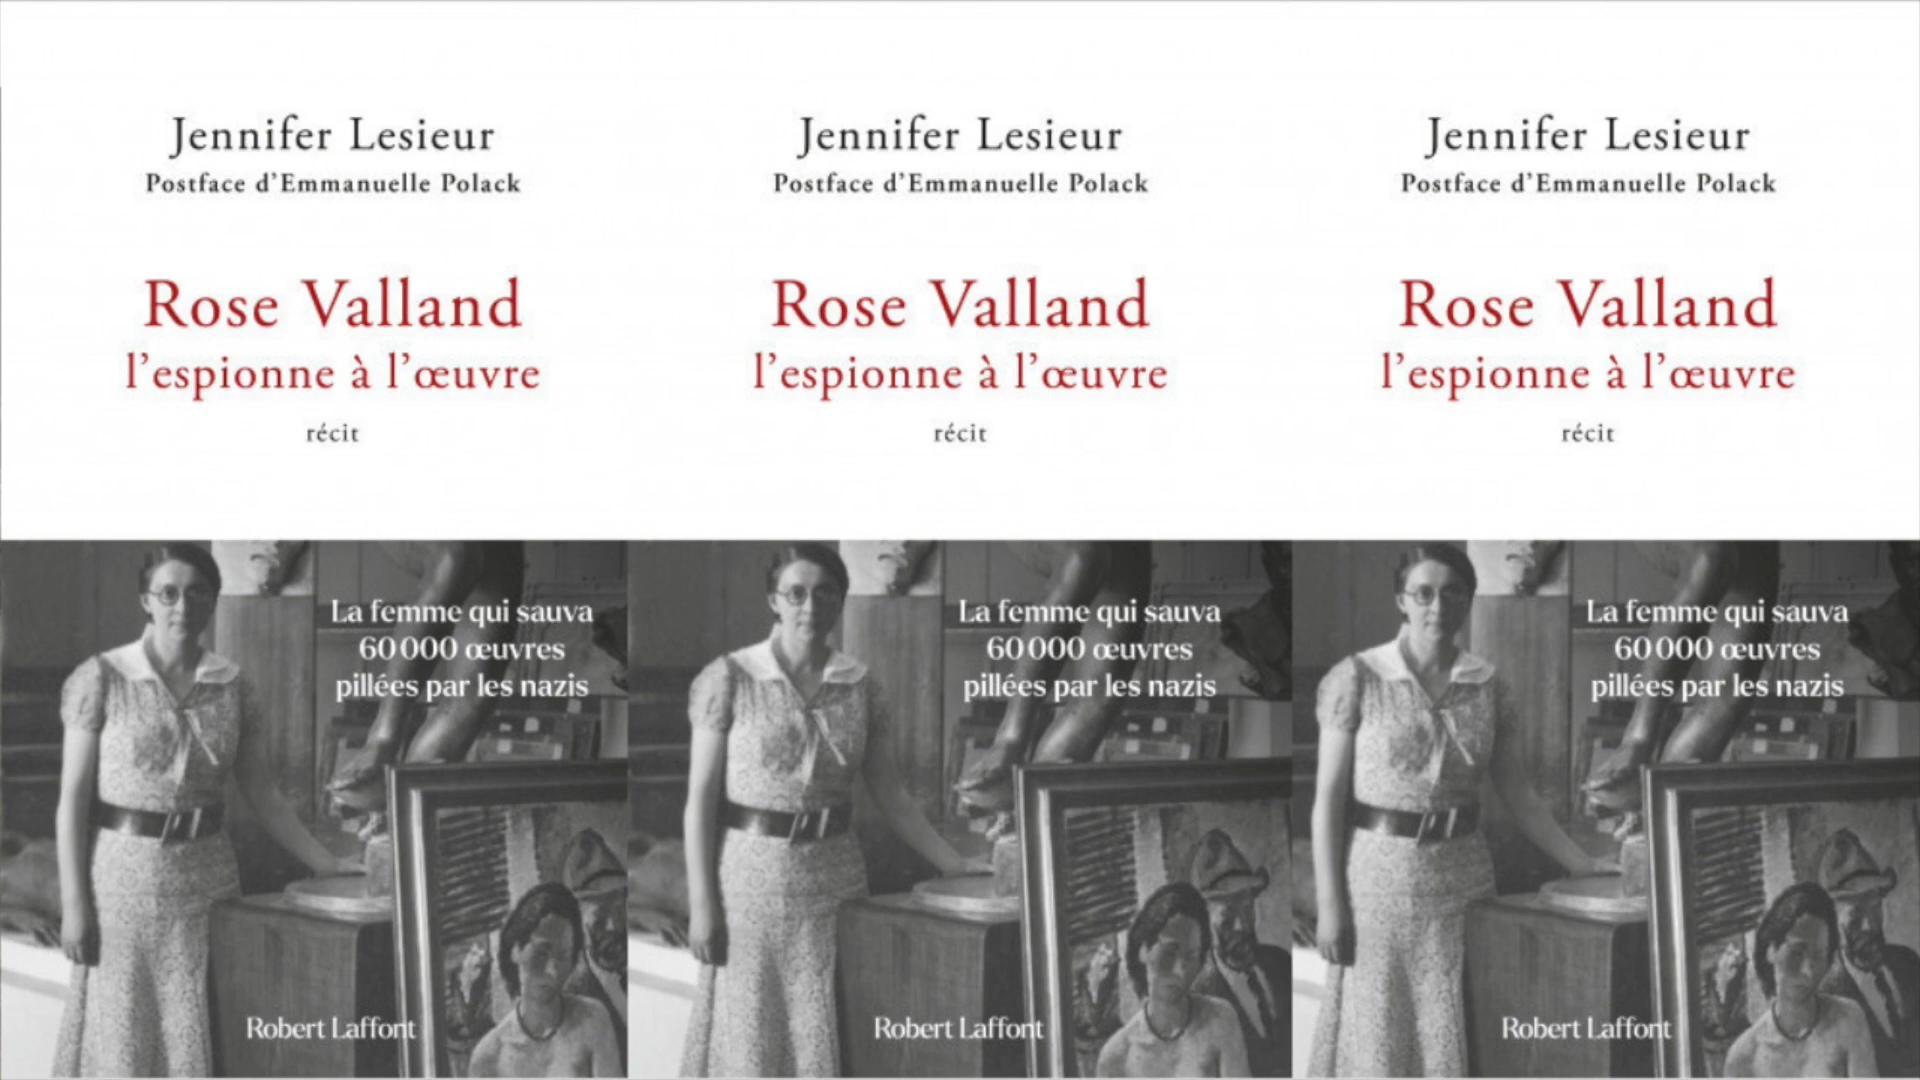 Jennifer Lesieur
Postface d’Emmanuelle Polack
Rose Valland
l’espionne à l’œuvre
récit
La femme qui sauva
60 000 œuvres
pillées par les nazis
Robert Laffont
Jennifer Lesieur
Postface d’Emmanuelle Polack
Rose Valland
l’espionne à l’œuvre
récit
La femme qui sauva
60 000 œuvres
pillées par les nazis
Robert Laffont
Jennifer Lesieur
Postface d’Emmanuelle Polack
Rose Valland
l’espionne à l’œuvre
récit
La femme qui sauva
60 000 œuvres
pillées par les nazis
Robert Laffont